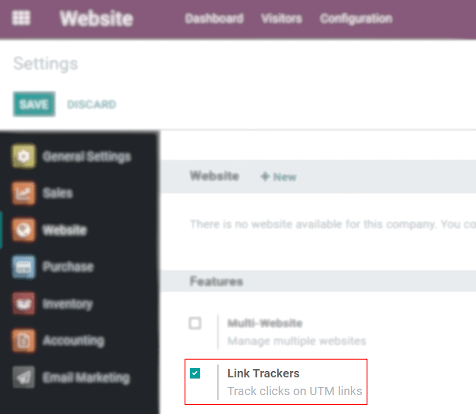 Website Dashboard Visitors Configuration
Settings
SAVE DISCARD
General Settings
Sales
Website
Purchase
Inventory
Accounting
Email Marketing
Website + New
There is no website available for this company. You co
Features
Multi-Website
Manage multiple websites
Link Trackers
Track clicks on UTM links